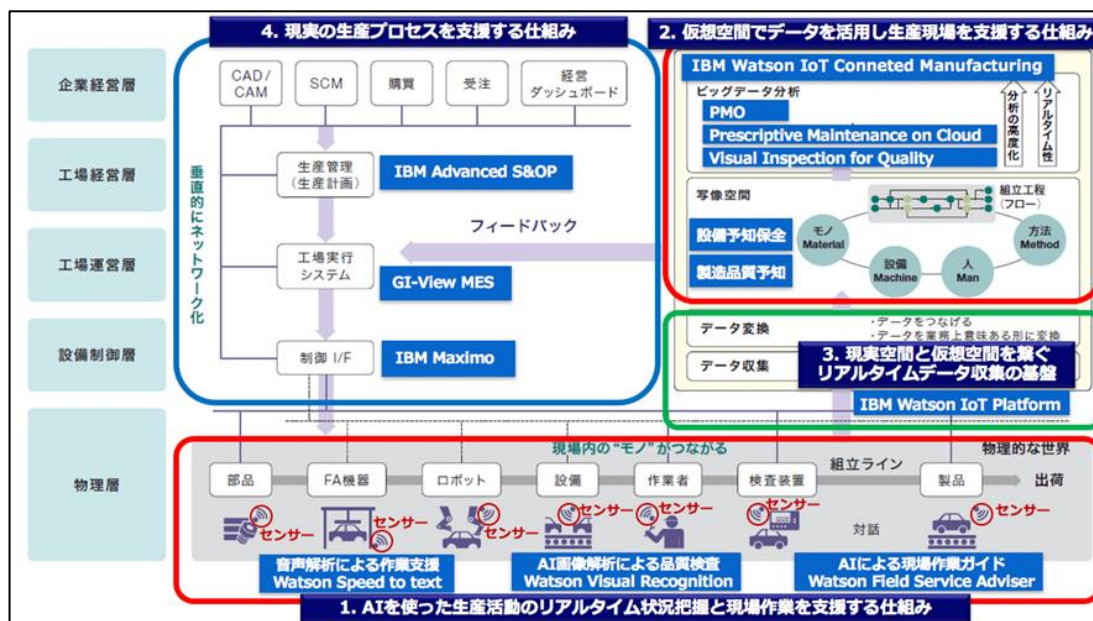 4. 現実の生産プロセスを支援する仕組み
2. 仮想空間でデータを活用し生産現場を支援する仕組み
企業経営層
工場経営層
工場運営層
設備制御層
物理層
CAD/
CAM
SCM
購買
受注
経営
ダッシュボード
垂直的にネットワーク化
生産管理
(生産計画)
IBM Advanced S&OP
工場実行
システム
GI-View MES
制御 I/F
IBM Maximo
フィードバック
IBM Watson IoT Conneted Manufacturing
ビッグデータ分析
PMO
Prescriptive Maintenance on Cloud
Visual Inspection for Quality
分析の高度化
リアルタイム性
写像空間
組立工程
(フロー)
設備予知保全
製造品質予知
モノ
Material
設備
Machine
人
Man
方法
Method
データ変換
・データをつなげる
・データを業務上意味ある形に変換
データ収集
3. 現実空間と仮想空間を繋ぐ
リアルタイムデータ収集の基盤
IBM Watson IoT Platform
現場内の“モノ”がつながる
物理的な世界
部品
FA機器
ロボット
設備
作業者
検査装置
組立ライン
製品
出荷
センサー
センサー
センサー
センサー
センサー
センサー
センサー
対話
音声解析による作業支援
Watson Speed to text
AI画像解析による品質検査
Watson Visual Recognition
AIによる現場作業ガイド
Watson Field Service Adviser
1. AIを使った生産活動のリアルタイム状況把握と現場作業を支援する仕組み